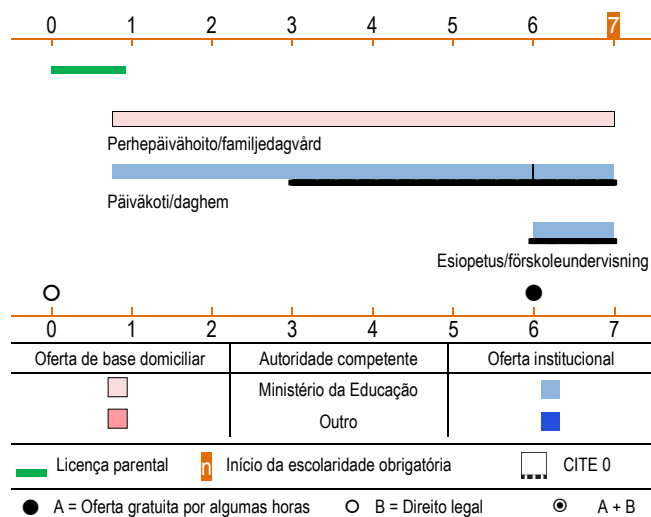 0 1 2 3 4 5 6 7
Perhepäivähoito/familjedagvård
Päiväkoti/daghem
Esiopetus/förskoleundervisning
0 1 2 3 4 5 6 7
Oferta de base domiciliar Autoridade competente Oferta institucional
Ministério da Educação
Outro
Licença parental n Início da escolaridade obrigatória CITE 0
A = Oferta gratuita por algumas horas B = Direito legal A + B